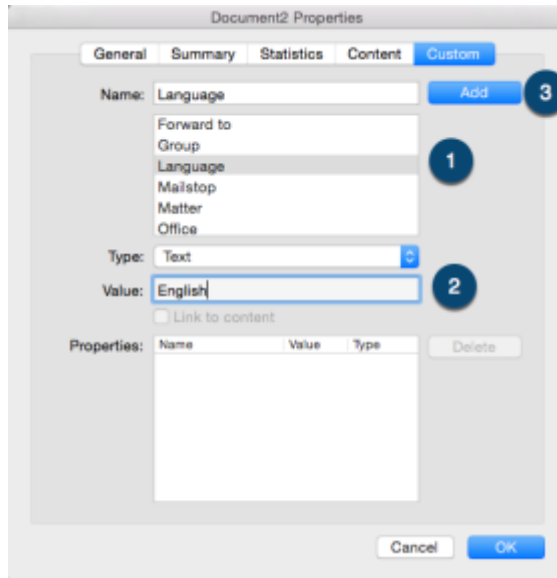 Document2 Properties
General Summary Statistics Content Custom
Name: Language Add 3
Forward to
Group
Language 1
Mailstop
Matter
Office
Type: Text
Value: English 2
Link to content
Properties: Name Value Type Delete
Cancel OK